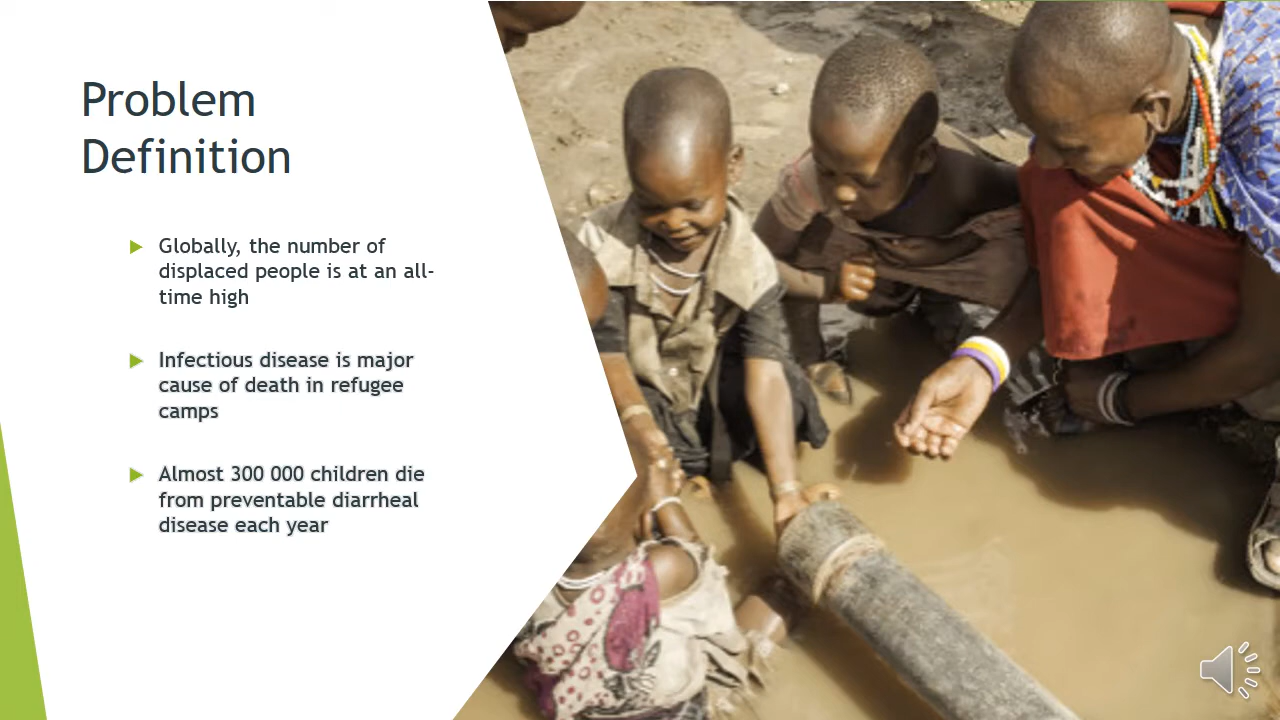 Problem
Definition
Globally, the number of
displaced people is at an all-
time high
Infectious disease is major
cause of death in refugee
camps
Almost 300 000 children die
from preventable diarrheal
disease each year